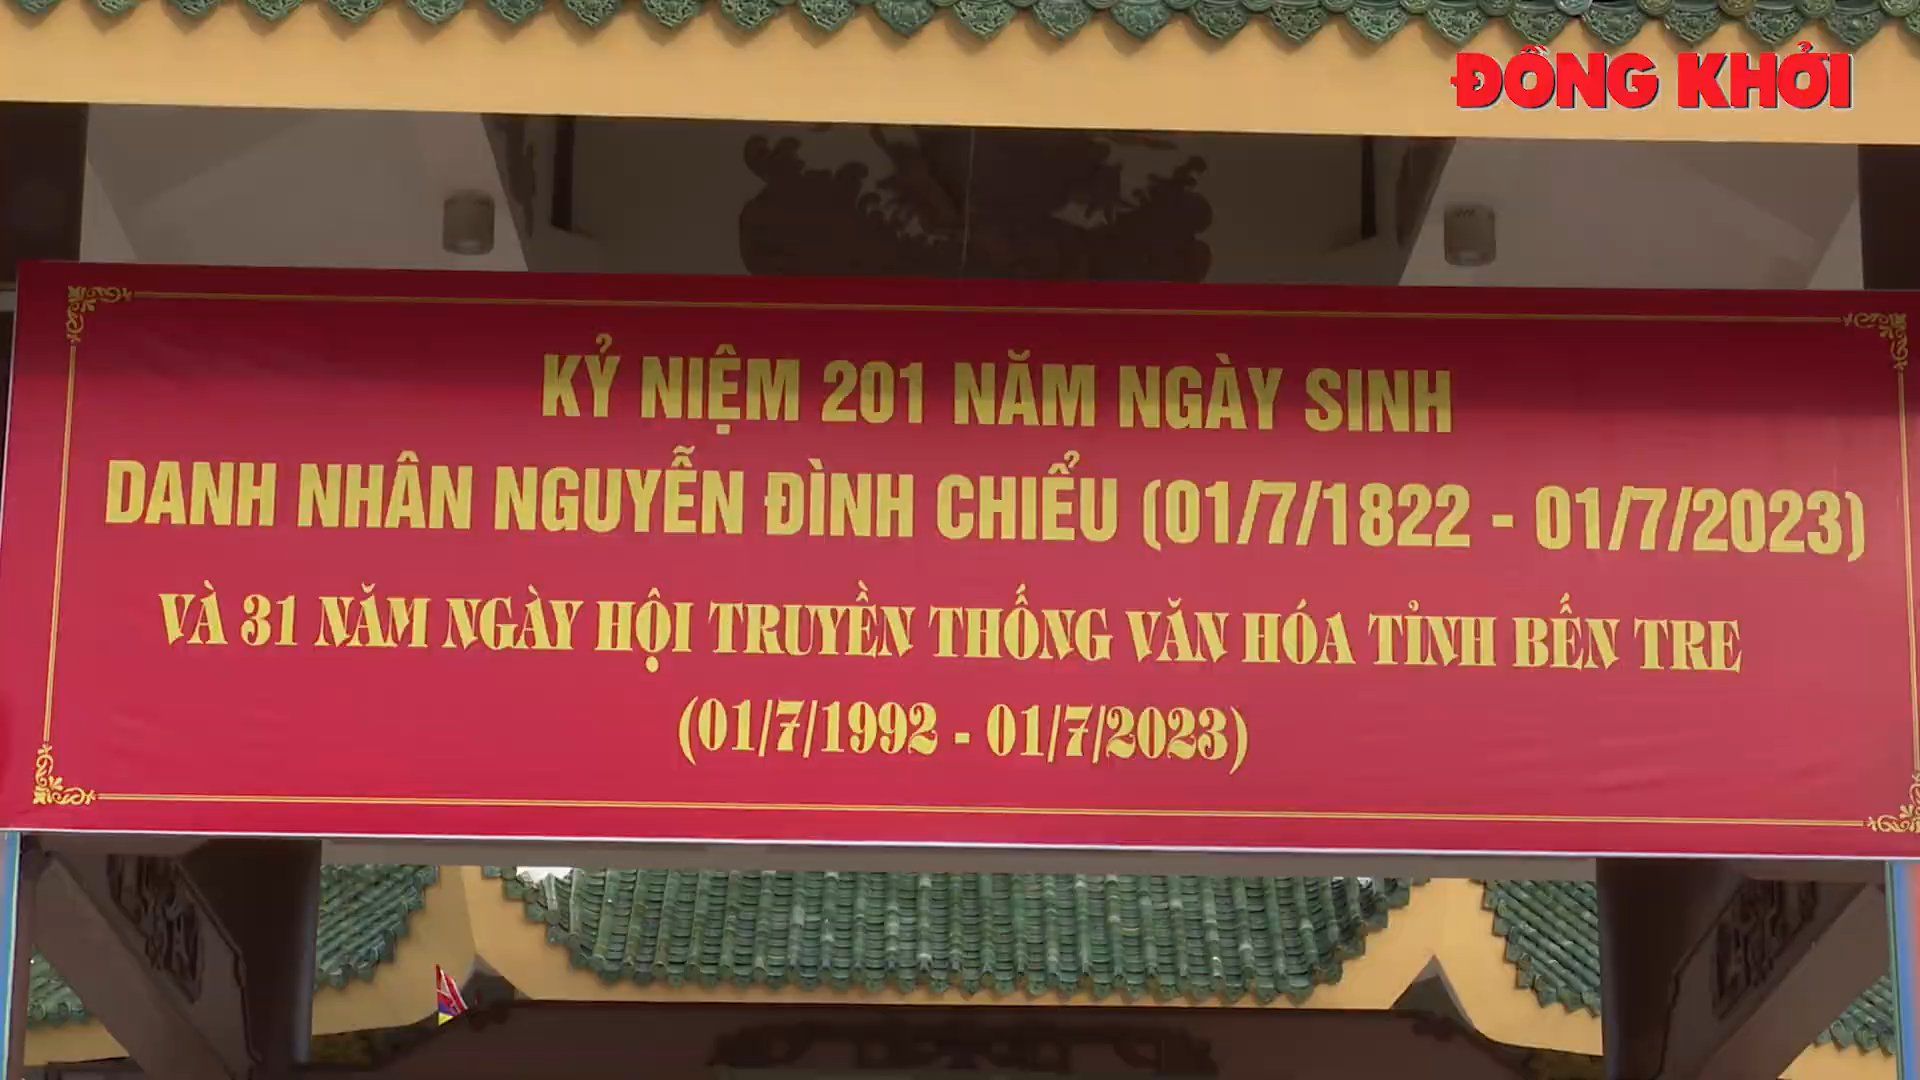 ĐỒNG KHỞI
KỶ NIỆM 201 NĂM NGÀY SINH
DANH NHÂN NGUYỄN ĐÌNH CHIỂU (01/7/1822 - 01/7/2023)
VÀ 31 NĂM NGÀY HỘI TRUYỀN THỐNG VĂN HÓA TỈNH BẾN TRE
(01/7/1992 - 01/7/2023)